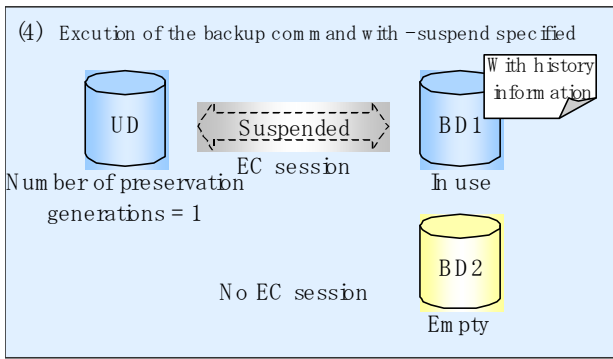 (4) Excution of the backup command with -suspend specified
With history
information
UD
Suspended
BD1
EC session
Number of preservation
generations = 1
In use
BD2
No EC session
Empty